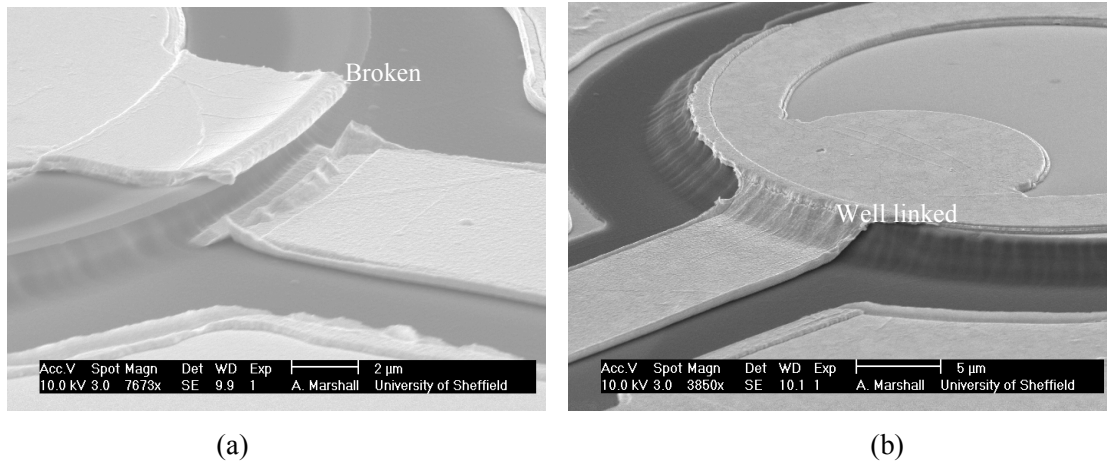 Broken
Acc.V Spot Magn Det WD Exp 2 μm
10.0 kV 3.0 7673x SE 9.9 1 A. Marshall University of Sheffield
(a)
Well linked
Acc.V Spot Magn Det WD Exp 5 μm
10.0 kV 3.0 3850x SE 10.1 1 A. Marshall University of Sheffield
(b)